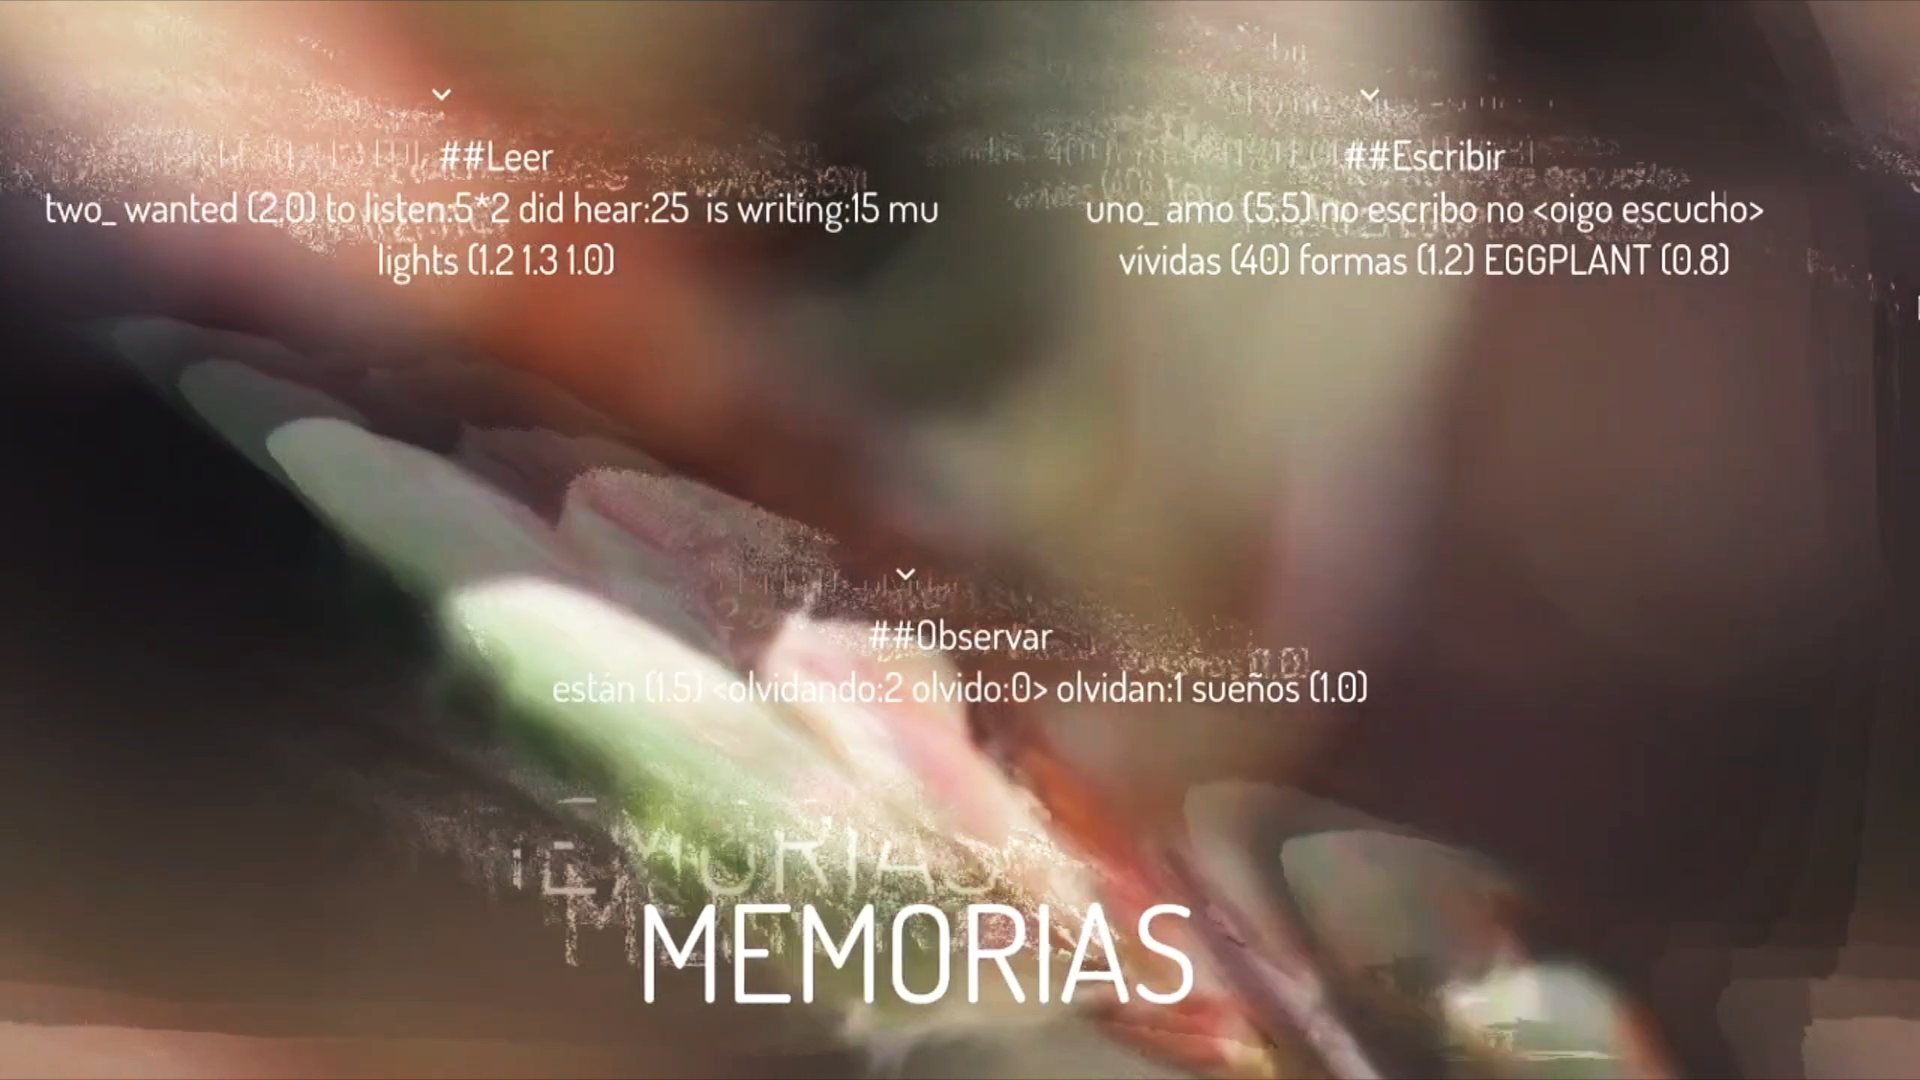 ##Leer
two_ wanted (2.0) to listen:5*2 did hear:25 is writing:15 mu
lights (1.2 1.3 1.0)
##Escribir
uno_ amo (5.5) no escribo no <oigo escucho>
vívidas (40) formas (1.2) EGGPLANT (0.8)
##Observar
están (1.5) <olvidando:2 olvido:0> olvidan:1 sueños (1.0)
MEMORIAS